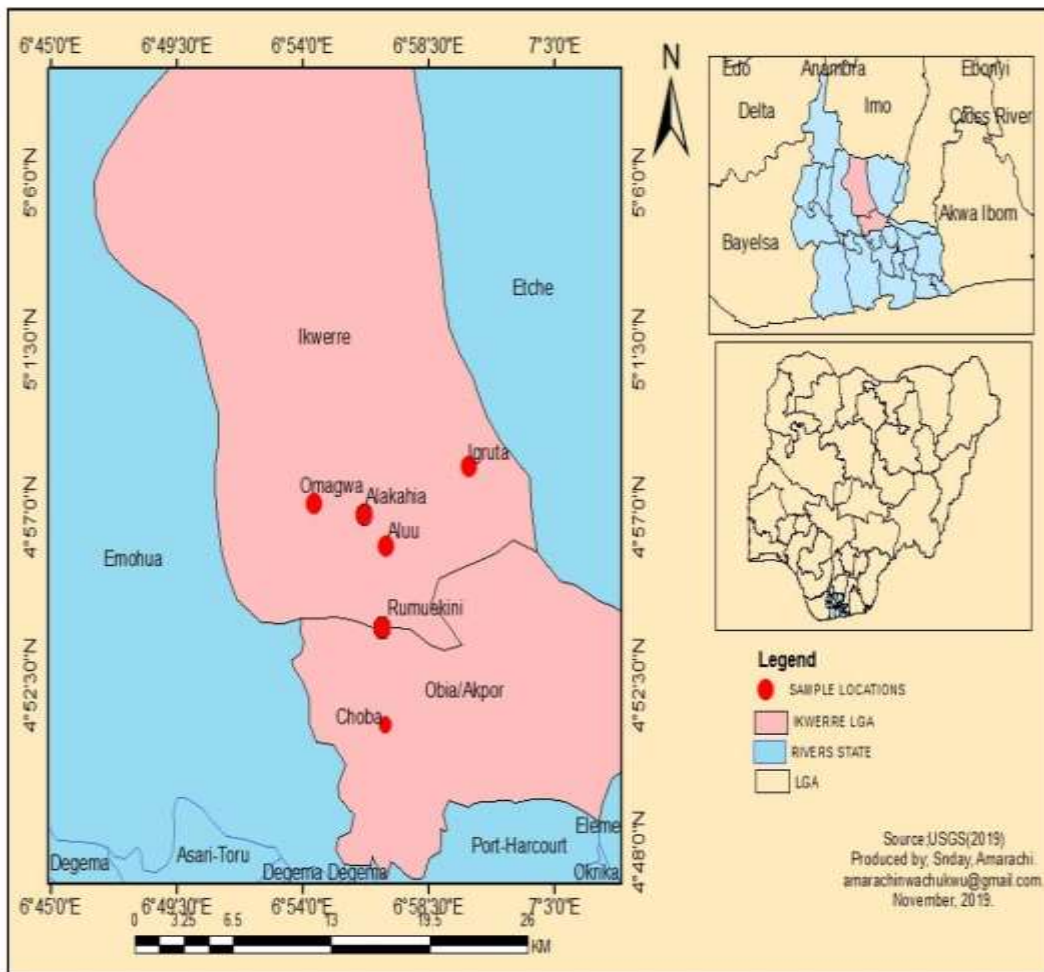 6°45'0"E 6°49'30"E 6°54'0"E 6°58'30"E 7°3'0"E
N
Edo Anambra Ebonyi
Delta Imo Cross River
Akwa Ibom
Bayelsa
5°6'0"N 5°6'0"N
Etche
Ikwerre
5°1'30"N 5°1'30"N
Igruta
Omagwa
Alakahia
4°57'0"N 4°57'0"N
Aluu
Emohua
Rumuekini
4°52'30"N 4°52'30"N
Obia/Akpor
Choba
Legend
SAMPLE LOCATIONS
IKWERRE LGA
RIVERS STATE
LGA
Eleme
Port-Harcourt
Asari-Toru
Degema Degema Degema Okrika
4°48'0"N 4°48'0"N
6°45'0"E 6°49'30"E 6°54'0"E 6°58'30"E 7°3'0"E
0 3.25 6.5 13 19.5 26
KM
Source;USGS(2019)
Produced by; Snday, Amarachi.
amarachinwachukwu@gmail.com.
November, 2019.